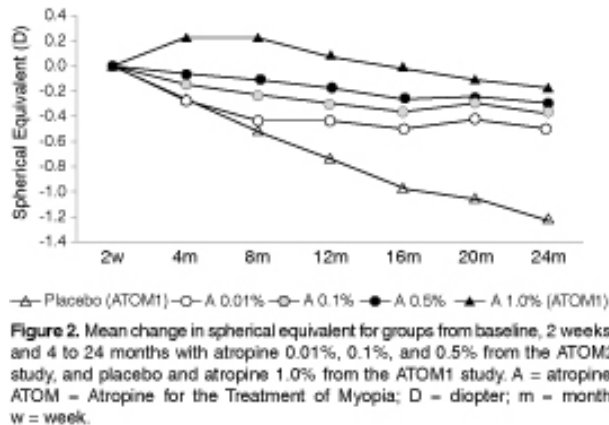 0.4
0.2
0.0
-0.2
-0.4
-0.6
-0.8
-1.0
-1.2
-1.4
Spherical Equivalent (D)
2w 4m 8m 12m 16m 20m 24m
Placebo (ATOM1) A 0.01% A 0.1% A 0.5% A 1.0% (ATOM1)
Figure 2. Mean change in spherical equivalent for groups from baseline, 2 weeks
and 4 to 24 months with atropine 0.01%, 0.1%, and 0.5% from the ATOM2
study, and placebo and atropine 1.0% from the ATOM1 study. A = atropine
ATOM = Atropine for the Treatment of Myopia; D = diopter; m = month
w = week.